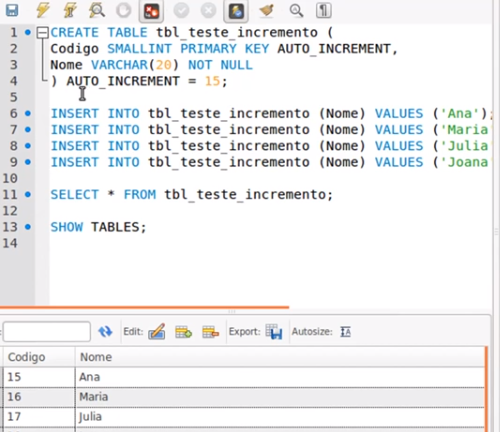 1 CREATE TABLE tbl_teste_incremento (
2 Codigo SMALLINT PRIMARY KEY AUTO_INCREMENT,
3 Nome VARCHAR(20) NOT NULL
4 ) AUTO_INCREMENT = 15;
5
6 INSERT INTO tbl_teste_incremento (Nome) VALUES ('Ana');
7 INSERT INTO tbl_teste_incremento (Nome) VALUES ('Maria
8 INSERT INTO tbl_teste_incremento (Nome) VALUES ('Julia
9 INSERT INTO tbl_teste_incremento (Nome) VALUES ('Joana
10
11 SELECT * FROM tbl_teste_incremento;
12
13 SHOW TABLES;
14
Edit: Export: Autosize:
Codigo Nome
15 Ana
16 Maria
17 Julia